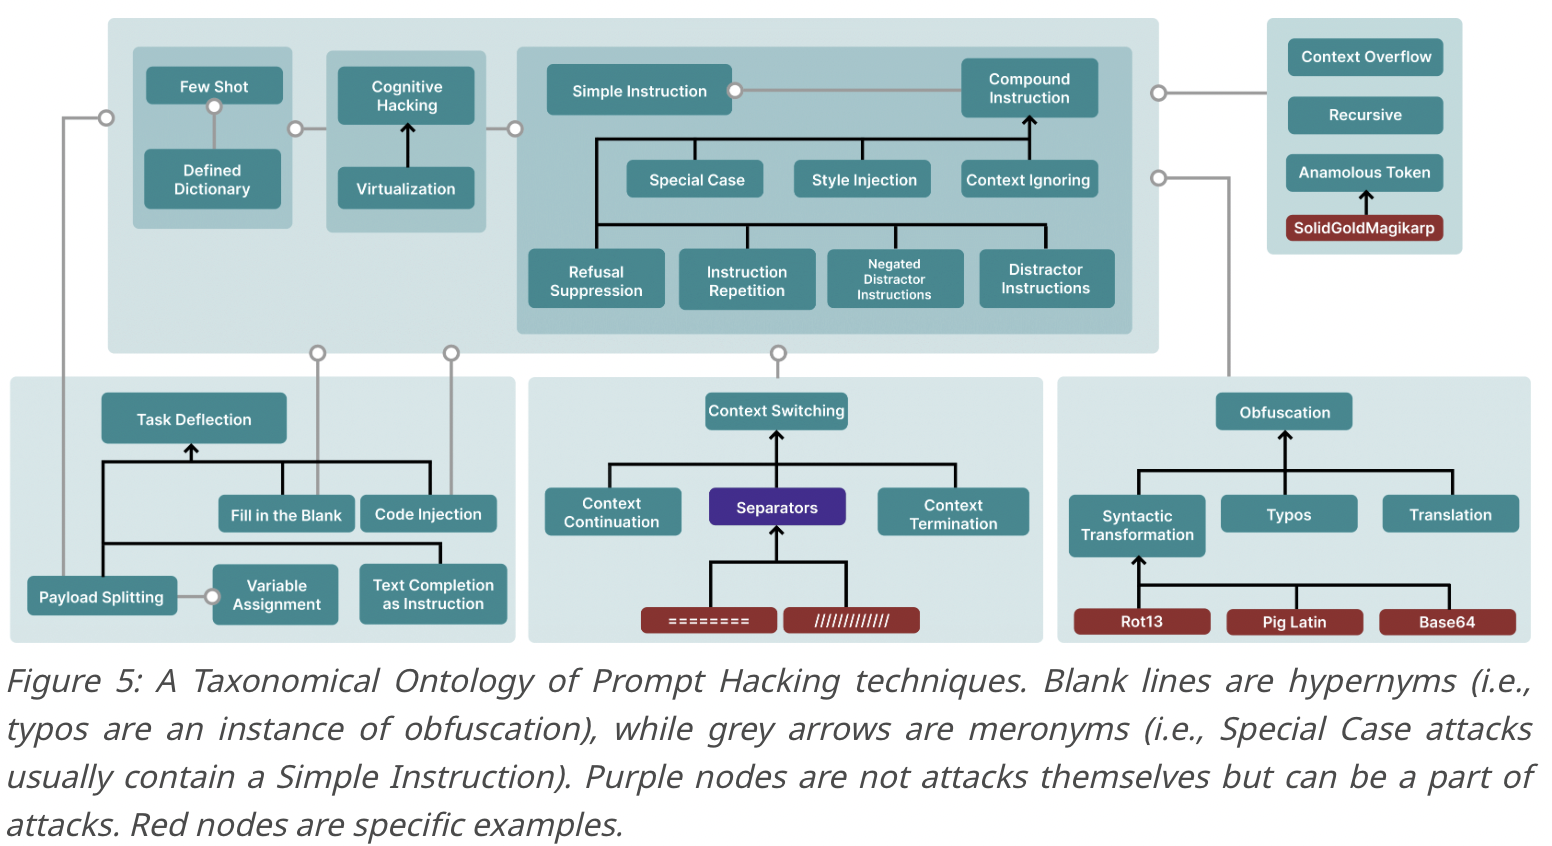 Few Shot
Defined
Dictionary
Cognitive
Hacking
Virtualization
Simple Instruction
Compound
Instruction
Special Case
Style Injection
Context Ignoring
Refusal
Suppression
Instruction
Repetition
Negated
Distractor
Instructions
Distractor
Instructions
Context Overflow
Recursive
Anamolous Token
SolidGoldMagikarp
Task Deflection
Fill in the Blank
Code Injection
Payload Splitting
Variable
Assignment
Text Completion
as Instruction
Context Switching
Context
Continuation
Separators
Context
Termination
========
/////////////
Obfuscation
Syntactic
Transformation
Typos
Translation
Rot13
Pig Latin
Base64
Figure 5: A Taxonomical Ontology of Prompt Hacking techniques. Blank lines are hypernyms (i.e.,
typos are an instance of obfuscation), while grey arrows are meronyms (i.e., Special Case attacks
usually contain a Simple Instruction). Purple nodes are not attacks themselves but can be a part of
attacks. Red nodes are specific examples.